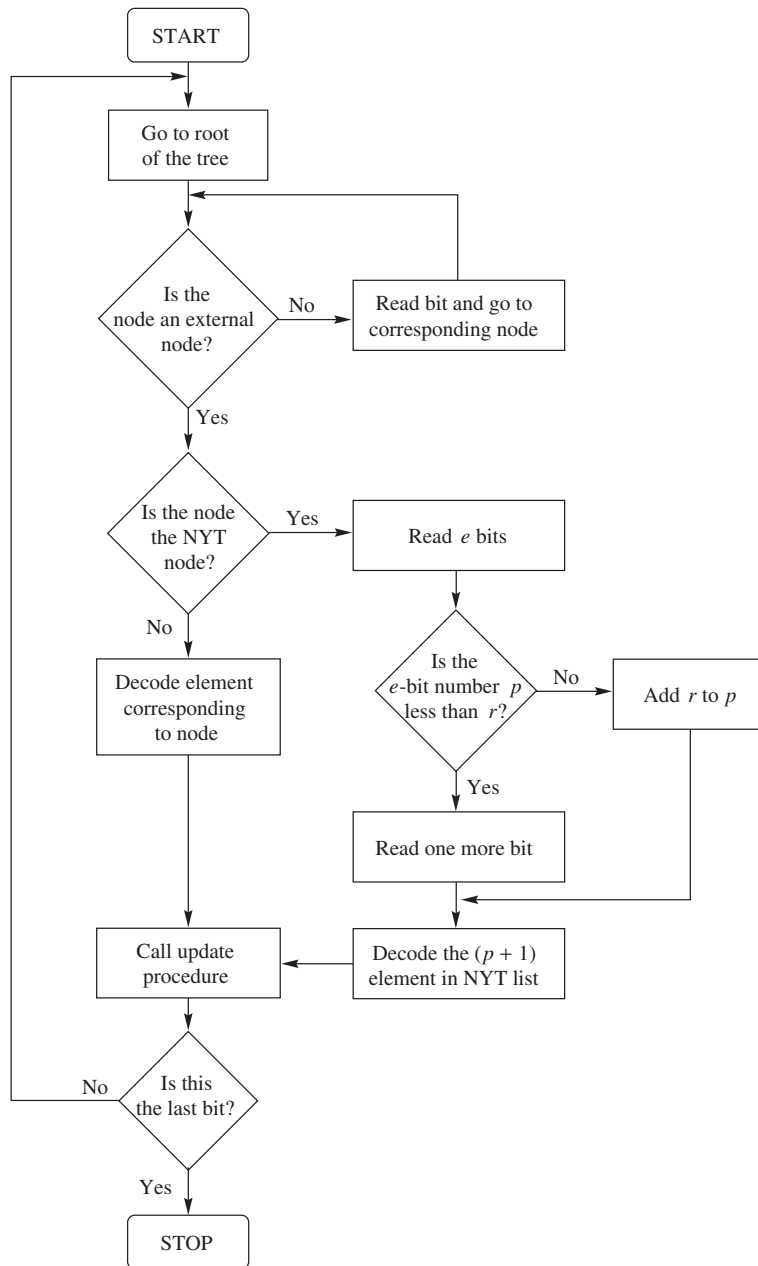 START
Go to root
of the tree
Is the
node an external
node?
No
Read bit and go to
corresponding node
Yes
Is the node
the NYT
node?
Yes
Read e bits
No
Is the
e-bit number p
less than r?
No
Add r to p
Decode element
corresponding
to node
Yes
Read one more bit
Call update
procedure
Decode the (p + 1)
element in NYT list
Is this
the last bit?
No
Yes
STOP